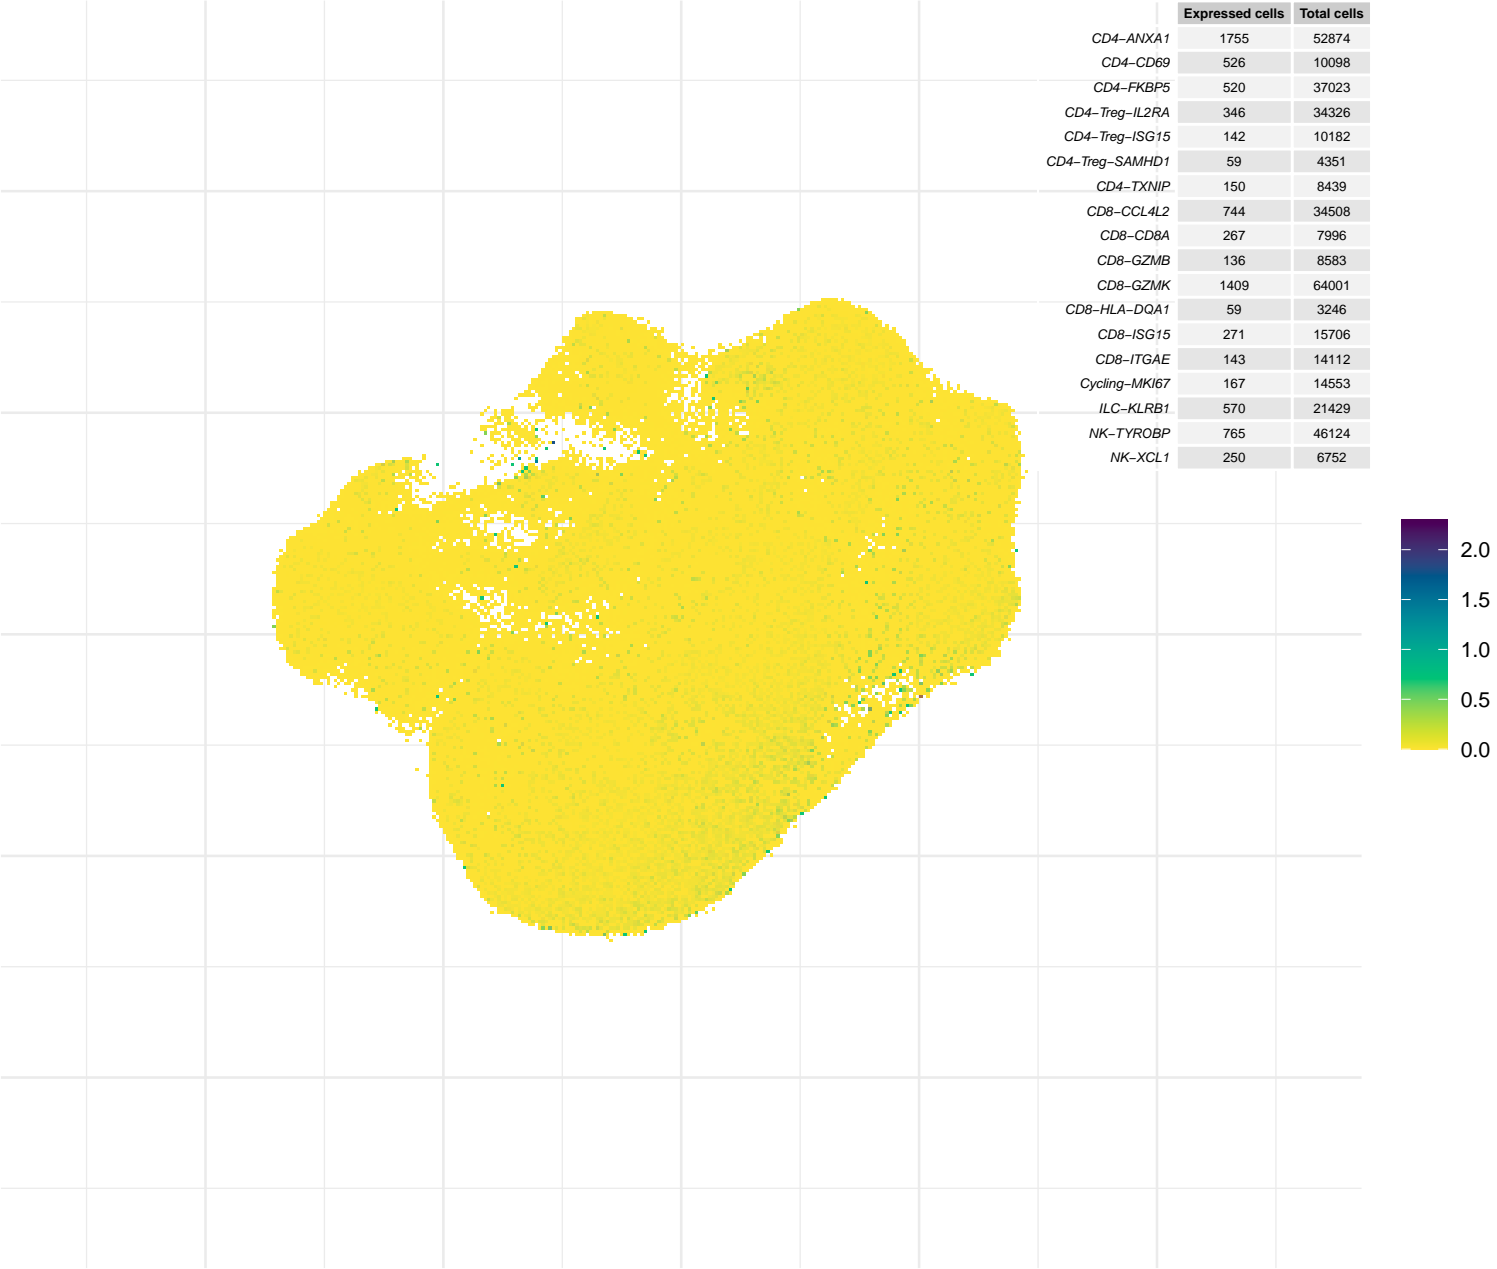 Expressed cells Total cells
CD4−ANXA1 1755 52874
CD4−CD69 526 10098
CD4−FKBP5 520 37023
CD4−Treg−IL2RA 346 34326
CD4−Treg−ISG15 142 10182
CD4−Treg−SAMHD1 59 4351
CD4−TXNIP 150 8439
CD8−CCL4L2 744 34508
CD8−CD8A 267 7996
CD8−GZMB 136 8583
CD8−GZMK 1409 64001
CD8−HLA−DQA1 59 3246
CD8−ISG15 271 15706
CD8−ITGAE 143 14112
Cycling−MKI67 167 14553
ILC−KLRB1 570 21429
NK−TYROBP 765 46124
NK−XCL1 250 6752
2.0
1.5
1.0
0.5
0.0